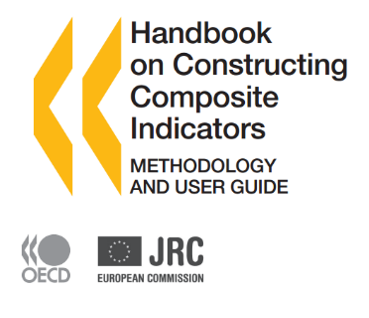 Handbook
on Constructing
Composite
Indicators
METHODOLOGY
AND USER GUIDE
OECD
JRC
EUROPEAN COMMISSION